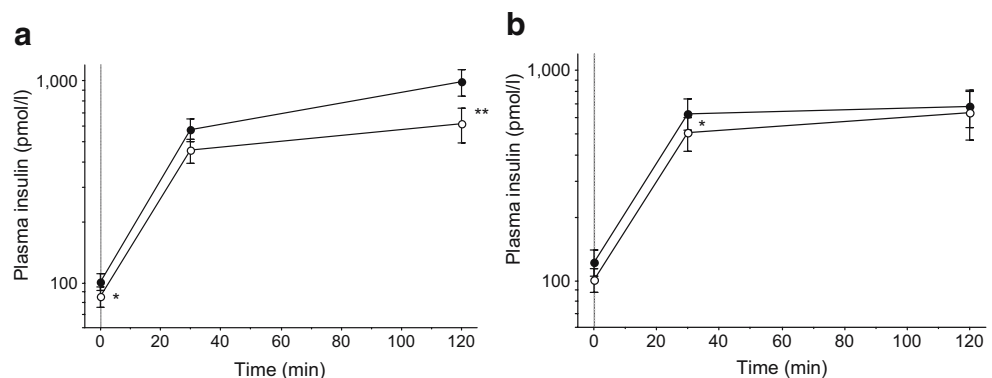 a
Plasma insulin (pmol/l)
1,000
100
*
**
0 20 40 60 80 100 120
Time (min)
b
Plasma insulin (pmol/l)
1,000
100
*
0 20 40 60 80 100 120
Time (min)